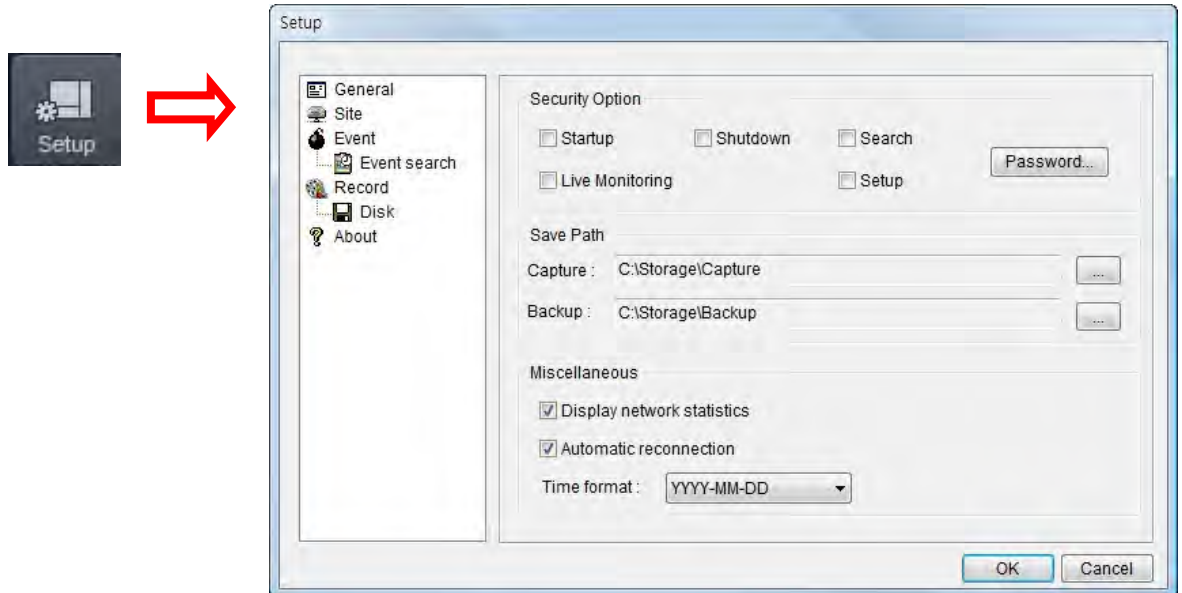 Setup
Setup
General
Site
Event
Event search
Record
Disk
About
Security Option
Startup
Shutdown
Search
Live Monitoring
Setup
Password...
Save Path
Capture : C:\Storage\Capture ...
Backup : C:\Storage\Backup ...
Miscellaneous
Display network statistics
Automatic reconnection
Time format : YYYY-MM-DD
OK Cancel